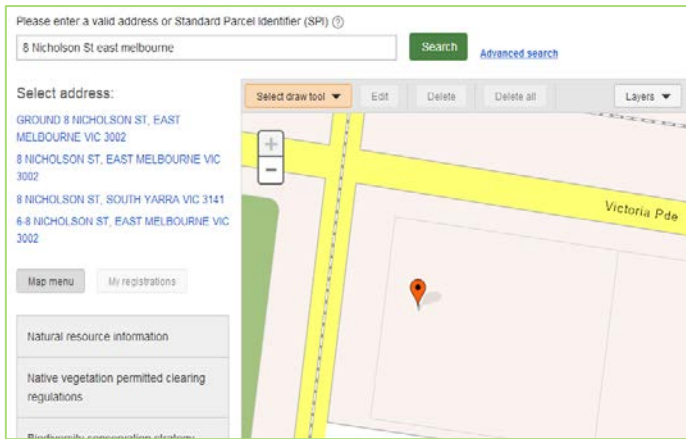 Please enter a valid address or Standard Parcel Identifier (SPI) ?
8 Nicholson St east melbourne
Search
Advanced search
Select address:
GROUND 8 NICHOLSON ST, EAST
MELBOURNE VIC 3002
8 NICHOLSON ST, EAST MELBOURNE VIC
3002
8 NICHOLSON ST, SOUTH YARRA VIC 3141
6-8 NICHOLSON ST, EAST MELBOURNE VIC
3002
Map menu
My registrations
Natural resource information
Native vegetation permitted clearing
regulations
Biodiversity conservation strategy
Select draw tool
Edit
Delete
Delete all
Layers
+
−
Victoria Pde